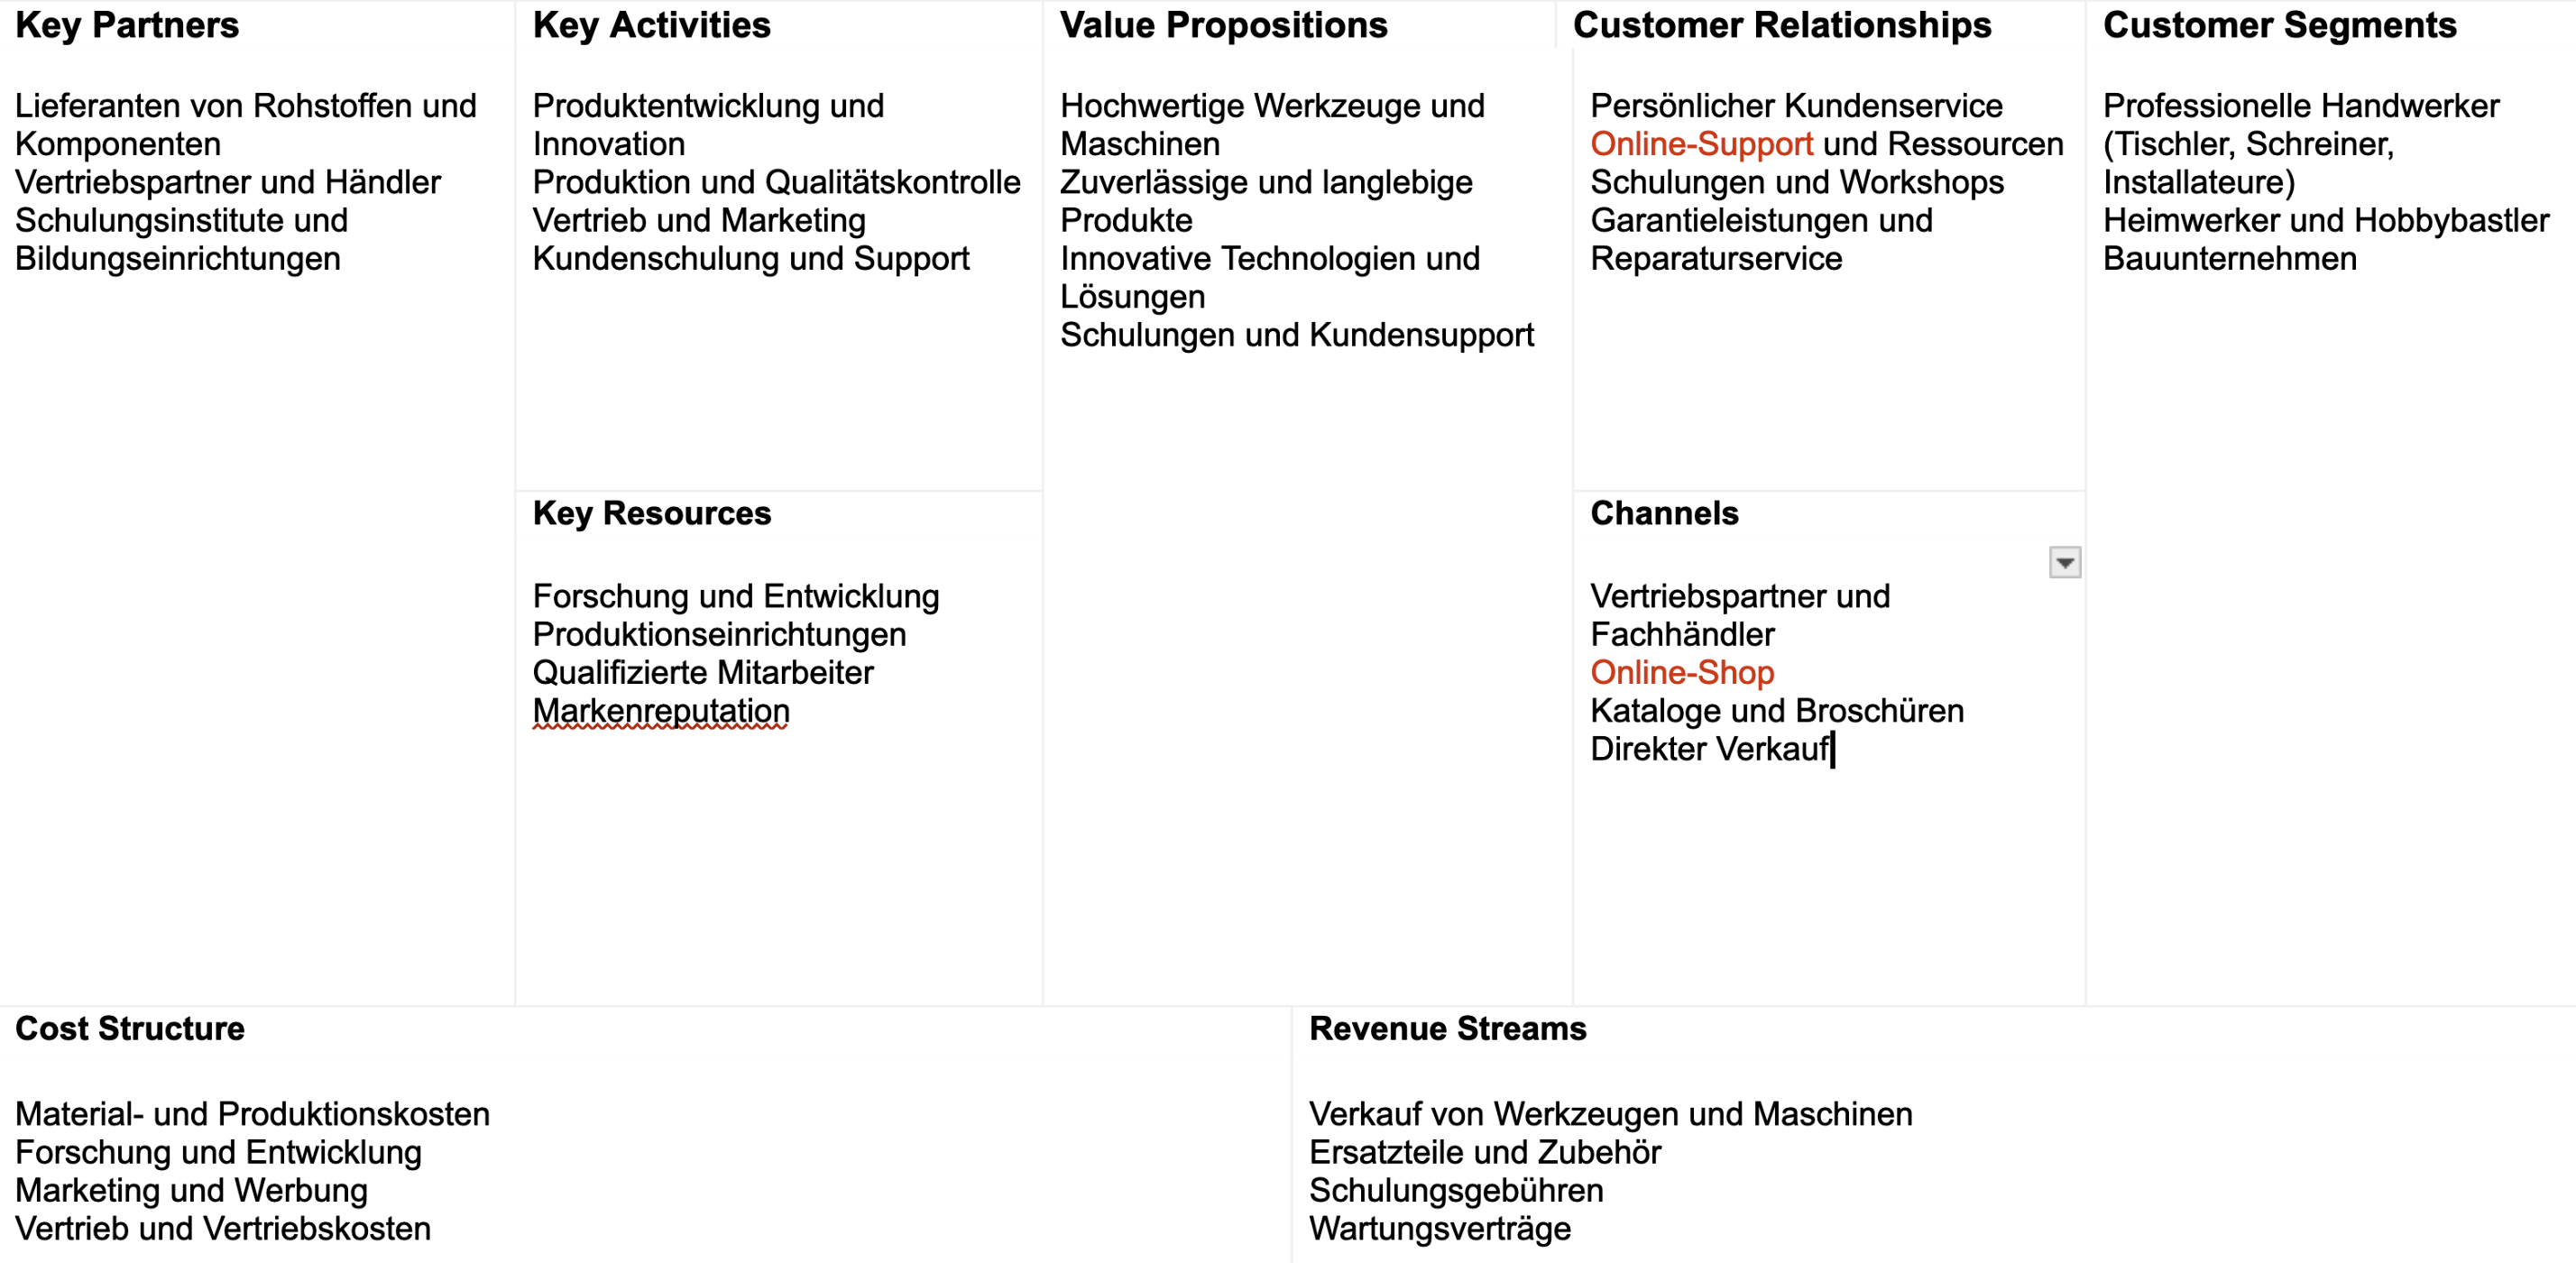 Key Partners
Lieferanten von Rohstoffen und
Komponenten
Vertriebspartner und Händler
Schulungsinstitute und
Bildungseinrichtungen
Key Activities
Produktentwicklung und
Innovation
Produktion und Qualitätskontrolle
Vertrieb und Marketing
Kundenschulung und Support
Key Resources
Forschung und Entwicklung
Produktionseinrichtungen
Qualifizierte Mitarbeiter
Markenreputation
Value Propositions
Hochwertige Werkzeuge und
Maschinen
Zuverlässige und langlebige
Produkte
Innovative Technologien und
Lösungen
Schulungen und Kundensupport
Customer Relationships
Persönlicher Kundenservice
Online-Support und Ressourcen
Schulungen und Workshops
Garantieleistungen und
Reparaturservice
Channels
Vertriebspartner und
Fachhändler
Online-Shop
Kataloge und Broschüren
Direkter Verkauf
Customer Segments
Professionelle Handwerker
(Tischler, Schreiner,
Installateure)
Heimwerker und Hobbybastler
Bauunternehmen
Cost Structure
Material- und Produktionskosten
Forschung und Entwicklung
Marketing und Werbung
Vertrieb und Vertriebskosten
Revenue Streams
Verkauf von Werkzeugen und Maschinen
Ersatzteile und Zubehör
Schulungsgebühren
Wartungsverträge